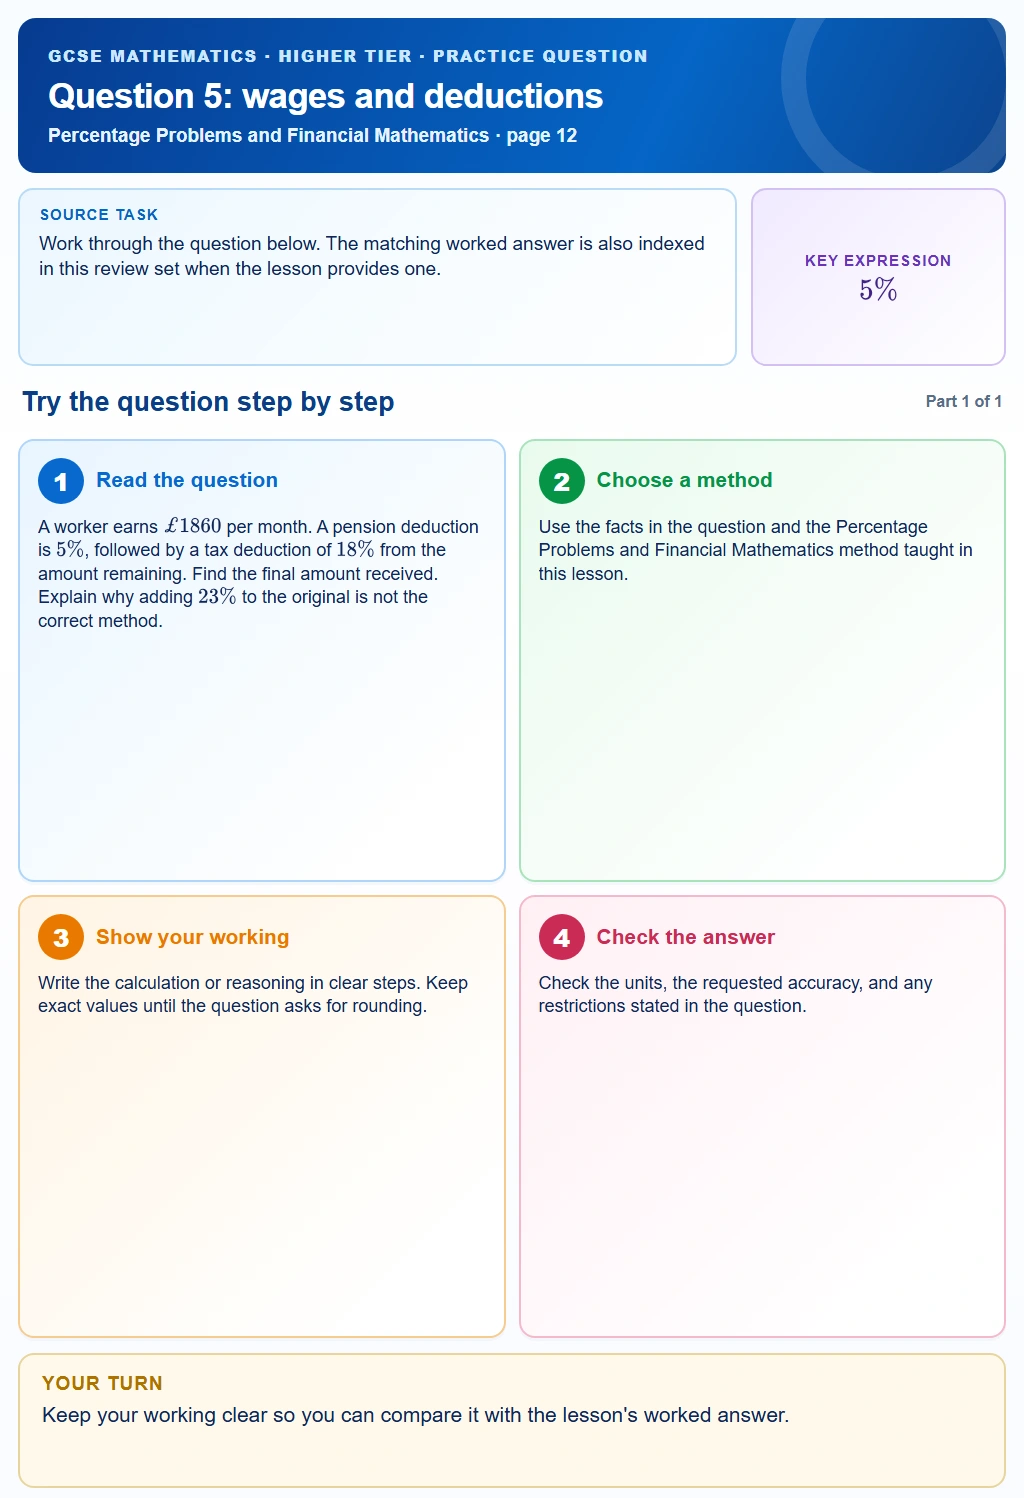 GCSE MATHEMATICS · HIGHER TIER · PRACTICE QUESTION
Question 5: wages and deductions
Percentage Problems and Financial Mathematics · page 12
SOURCE TASK
Work through the question below. The matching worked answer is also indexed
in this review set when the lesson provides one.
KEY EXPRESSION
5%
Try the question step by step
Part 1 of 1
1 Read the question
A worker earns £1860 per month. A pension deduction
is 5%, followed by a tax deduction of 18% from the
amount remaining. Find the final amount received.
Explain why adding 23% to the original is not the
correct method.
2 Choose a method
Use the facts in the question and the Percentage
Problems and Financial Mathematics method taught in
this lesson.
3 Show your working
Write the calculation or reasoning in clear steps. Keep
exact values until the question asks for rounding.
4 Check the answer
Check the units, the requested accuracy, and any
restrictions stated in the question.
YOUR TURN
Keep your working clear so you can compare it with the lesson's worked answer.